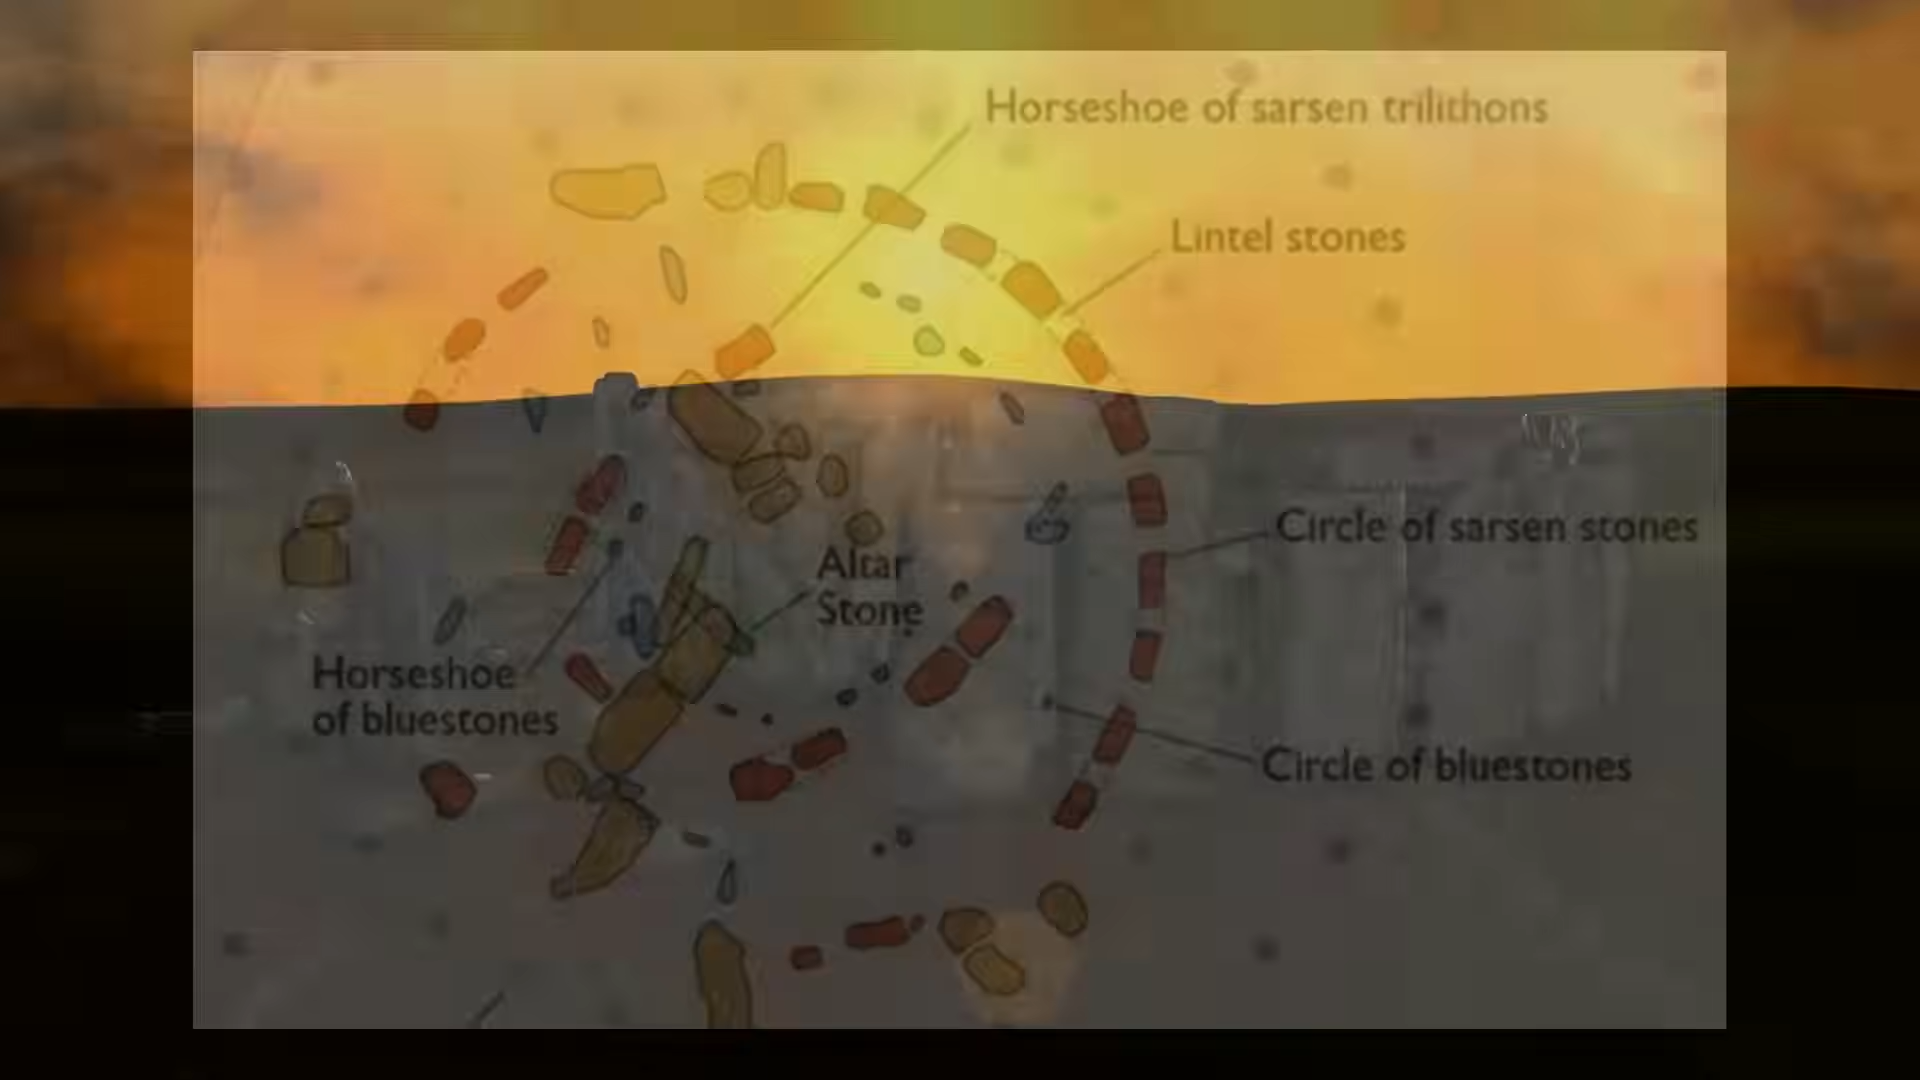 Horseshoe of sarsen trilithons
Lintel stones
Circle of sarsen stones
Altar
Stone
Horseshoe
of bluestones
Circle of bluestones